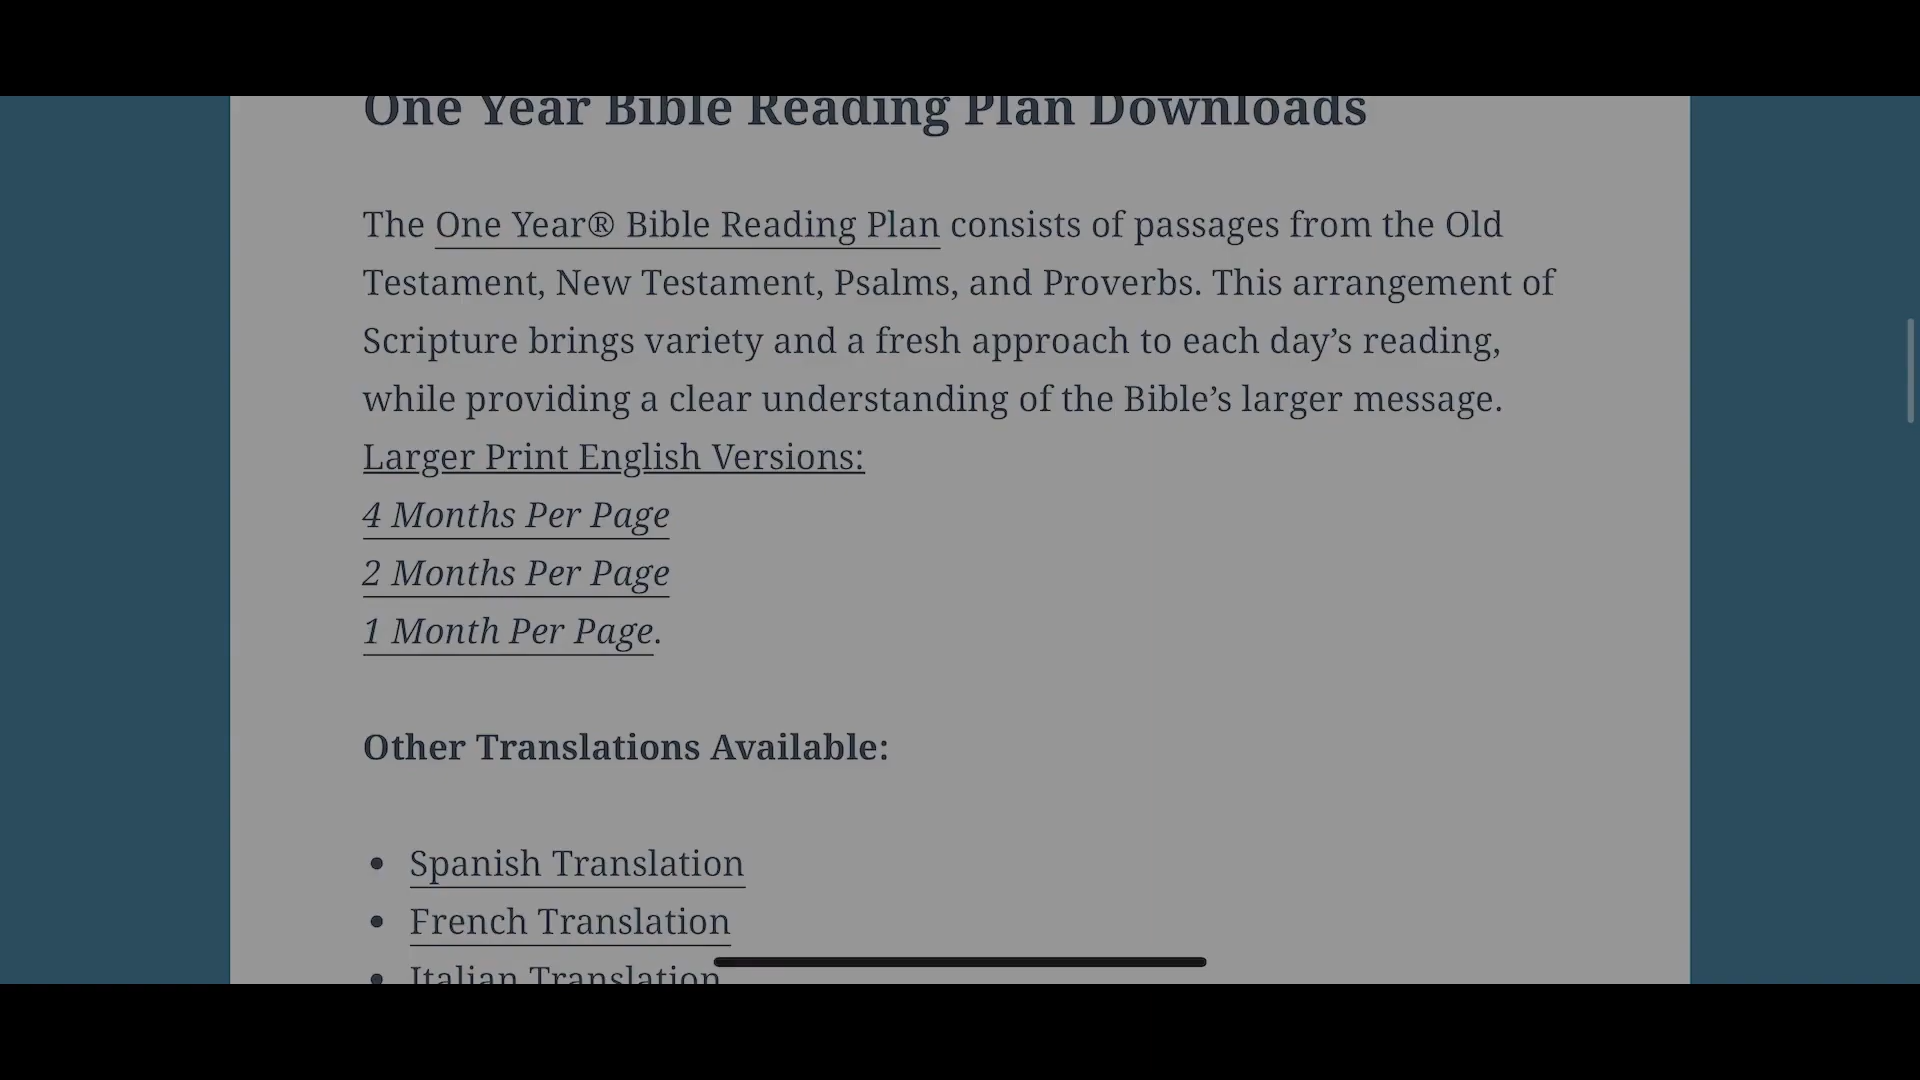 One Year Bible Reading Plan Downloads
The One Year® Bible Reading Plan consists of passages from the Old
Testament, New Testament, Psalms, and Proverbs. This arrangement of
Scripture brings variety and a fresh approach to each day’s reading,
while providing a clear understanding of the Bible’s larger message.
Larger Print English Versions:
4 Months Per Page
2 Months Per Page
1 Month Per Page.
Other Translations Available:
• Spanish Translation
• French Translation
• Italian Translation